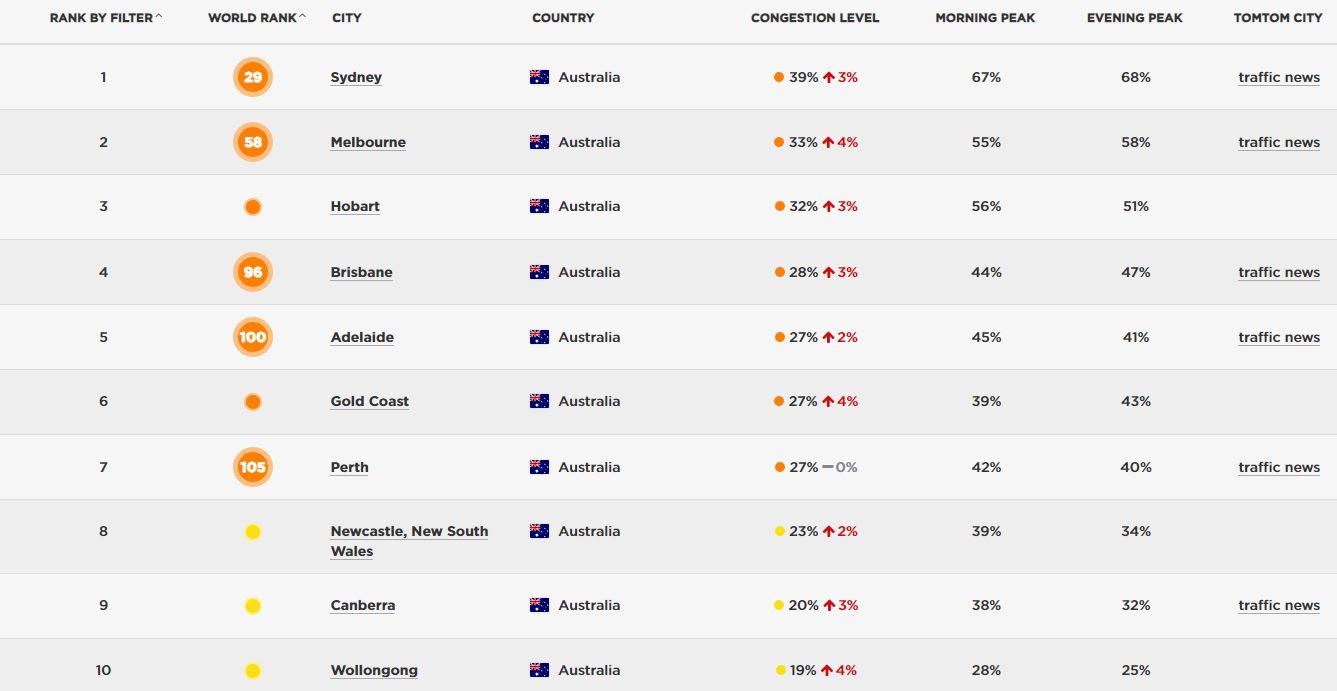 RANK BY FILTER^ WORLD RANK^ CITY COUNTRY CONGESTION LEVEL MORNING PEAK EVENING PEAK TOMTOM CITY
1 29 Sydney Australia 39% 3% 67% 68% traffic news
2 58 Melbourne Australia 33% 4% 55% 58% traffic news
3 Hobart Australia 32% 3% 56% 51%
4 96 Brisbane Australia 28% 3% 44% 47% traffic news
5 100 Adelaide Australia 27% 2% 45% 41% traffic news
6 Gold Coast Australia 27% 4% 39% 43%
7 105 Perth Australia 27% 0% 42% 40% traffic news
8 Newcastle, New South Australia 23% 2% 39% 34%
Wales
9 Canberra Australia 20% 3% 38% 32% traffic news
10 Wollongong Australia 19% 4% 28% 25%